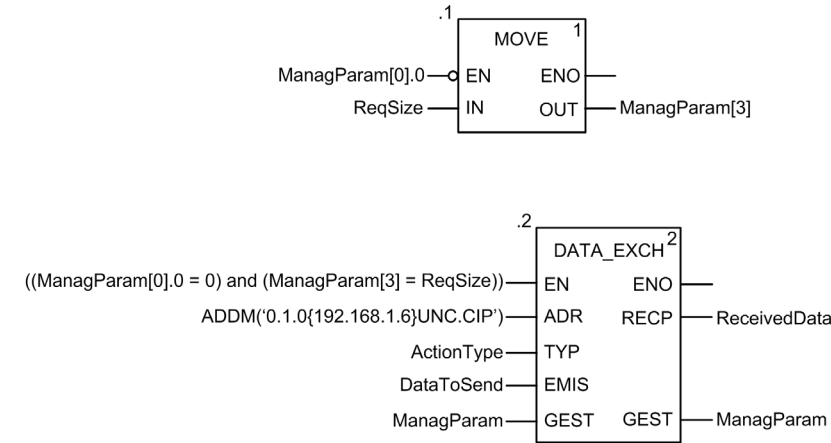 .1
MOVE 1
ManagParam[0].0 EN ENO
ReqSize IN OUT ManagParam[3]
.2
DATA_EXCH 2
((ManagParam[0].0 = 0) and (ManagParam[3] = ReqSize)) EN ENO
ADDM(‘0.1.0{192.168.1.6}UNC.CIP’) ADR RECP ReceivedData
ActionType TYP
DataToSend EMIS
ManagParam GEST GEST ManagParam